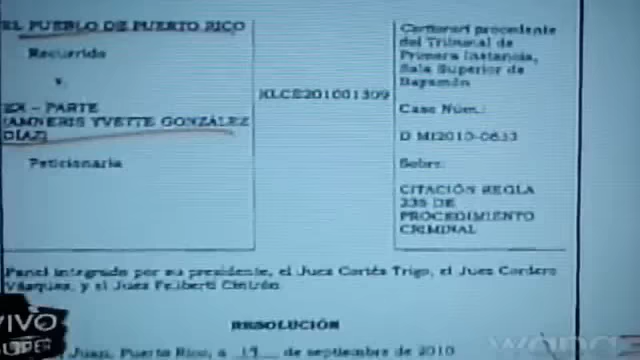 EL PUEBLO DE PUERTO RICO
Recurrido
v.
EX – PARTE
(AMNERIS YVETTE GONZÁLEZ
DÍAZ)
Peticionaria
KLCE201001309
Certiorari procedente
del Tribunal de
Primera Instancia,
Sala Superior de
Bayamón
Caso Núm.:
D MI2010-0633
Sobre:
CITACIÓN REGLA
235 DE
PROCEDIMIENTO
CRIMINAL
Panel integrado por su presidente, el Juez Cortés Trigo, el Juez Cordero
Vázquez, y el Juez Feliberti Cintrón.
RESOLUCIÓN
Juan, Puerto Rico, a de septiembre de 2010
VIVO
SUPER
wapa